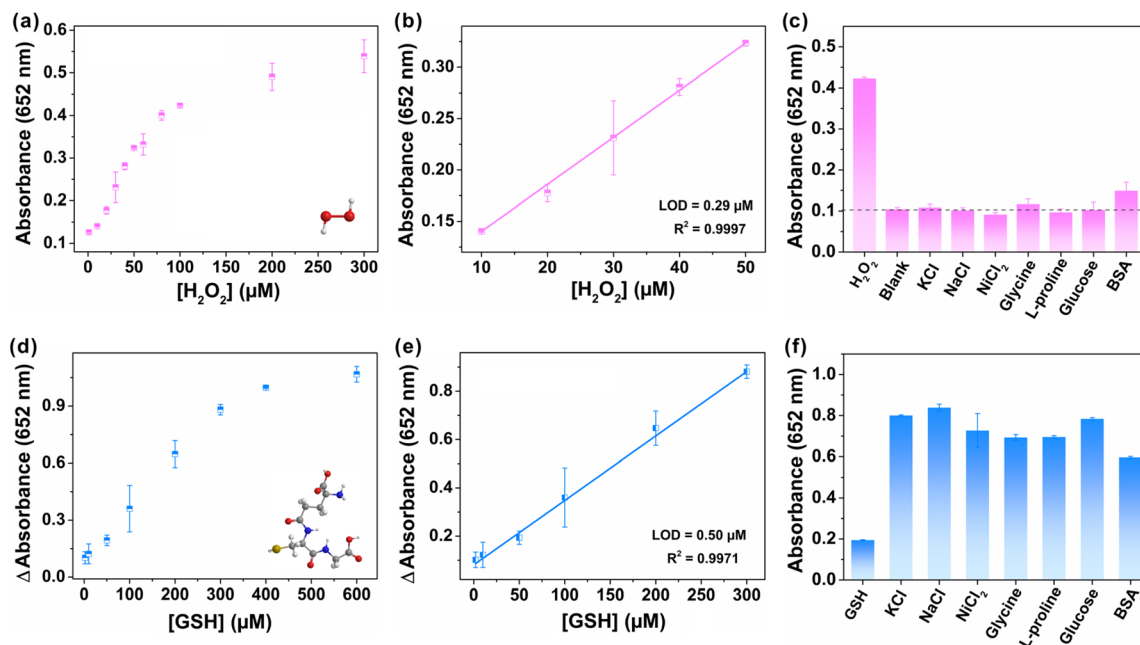 (a)
Absorbance (652 nm)
0.6
0.5
0.4
0.3
0.2
0.1
0
50
100
150
200
250
300
[H₂O₂] (μM)
(b)
Absorbance (652 nm)
0.30
0.25
0.20
0.15
10
20
30
40
50
[H₂O₂] (μM)
LOD = 0.29 μM
R² = 0.9997
(c)
Absorbance (652 nm)
0.5
0.4
0.3
0.2
0.1
0.0
H₂O₂
Blank
KCl
NaCl
NiCl₂
Glycine
L-proline
Glucose
BSA
(d)
Δ Absorbance (652 nm)
0.9
0.6
0.3
0.0
0
100
200
300
400
500
600
[GSH] (μM)
(e)
Δ Absorbance (652 nm)
0.8
0.6
0.4
0.2
0
50
100
150
200
250
300
[GSH] (μM)
LOD = 0.50 μM
R² = 0.9971
(f)
Absorbance (652 nm)
1.0
0.8
0.6
0.4
0.2
0.0
GSH
KCl
NaCl
NiCl₂
Glycine
L-proline
Glucose
BSA